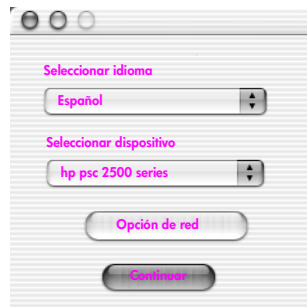 Seleccionar idioma
Español
Seleccionar dispositivo
hp psc 2500 series
Opción de red
Continuar